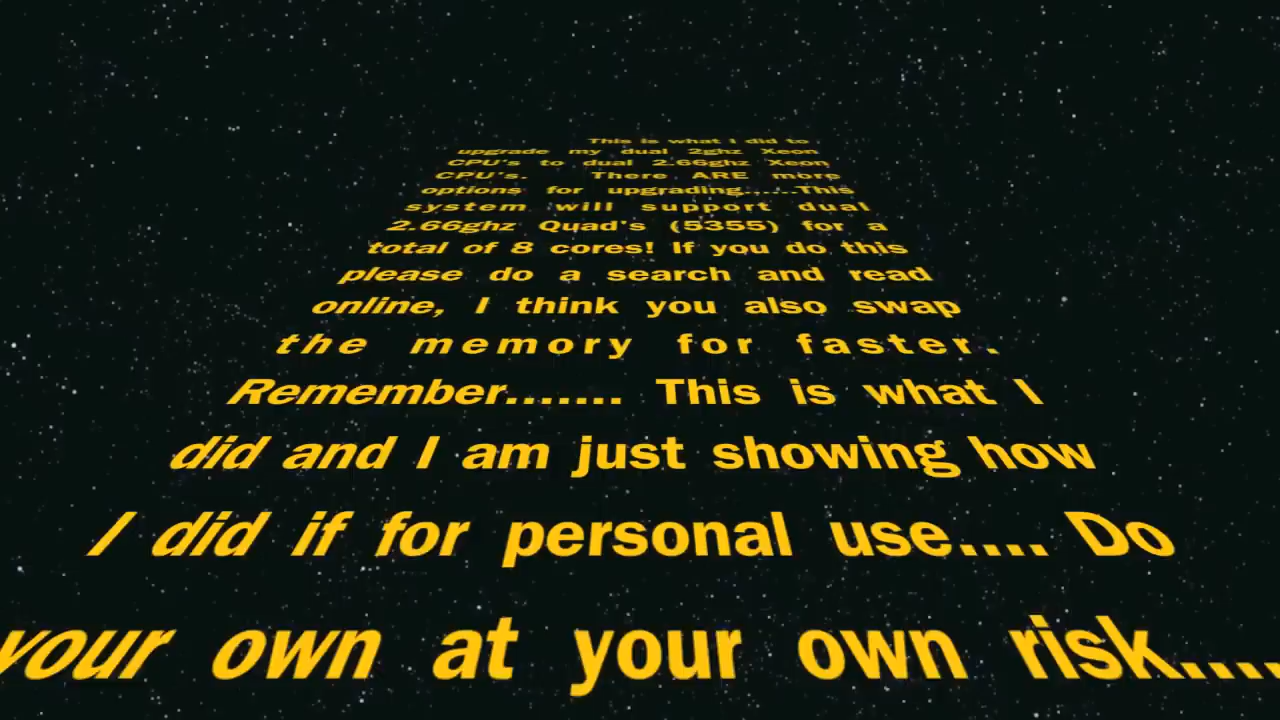 This is what I did to
upgrade my dual 2ghz Xeon
CPU's to dual 2.66ghz Xeon
CPU's. There ARE more
options for upgrading......This
system will support dual
2.66ghz Quad's (5355) for a
total of 8 cores! If you do this
please do a search and read
online, I think you also swap
the memory for faster.
Remember....... This is what I
did and I am just showing how
I did if for personal use.... Do
your own at your own risk....